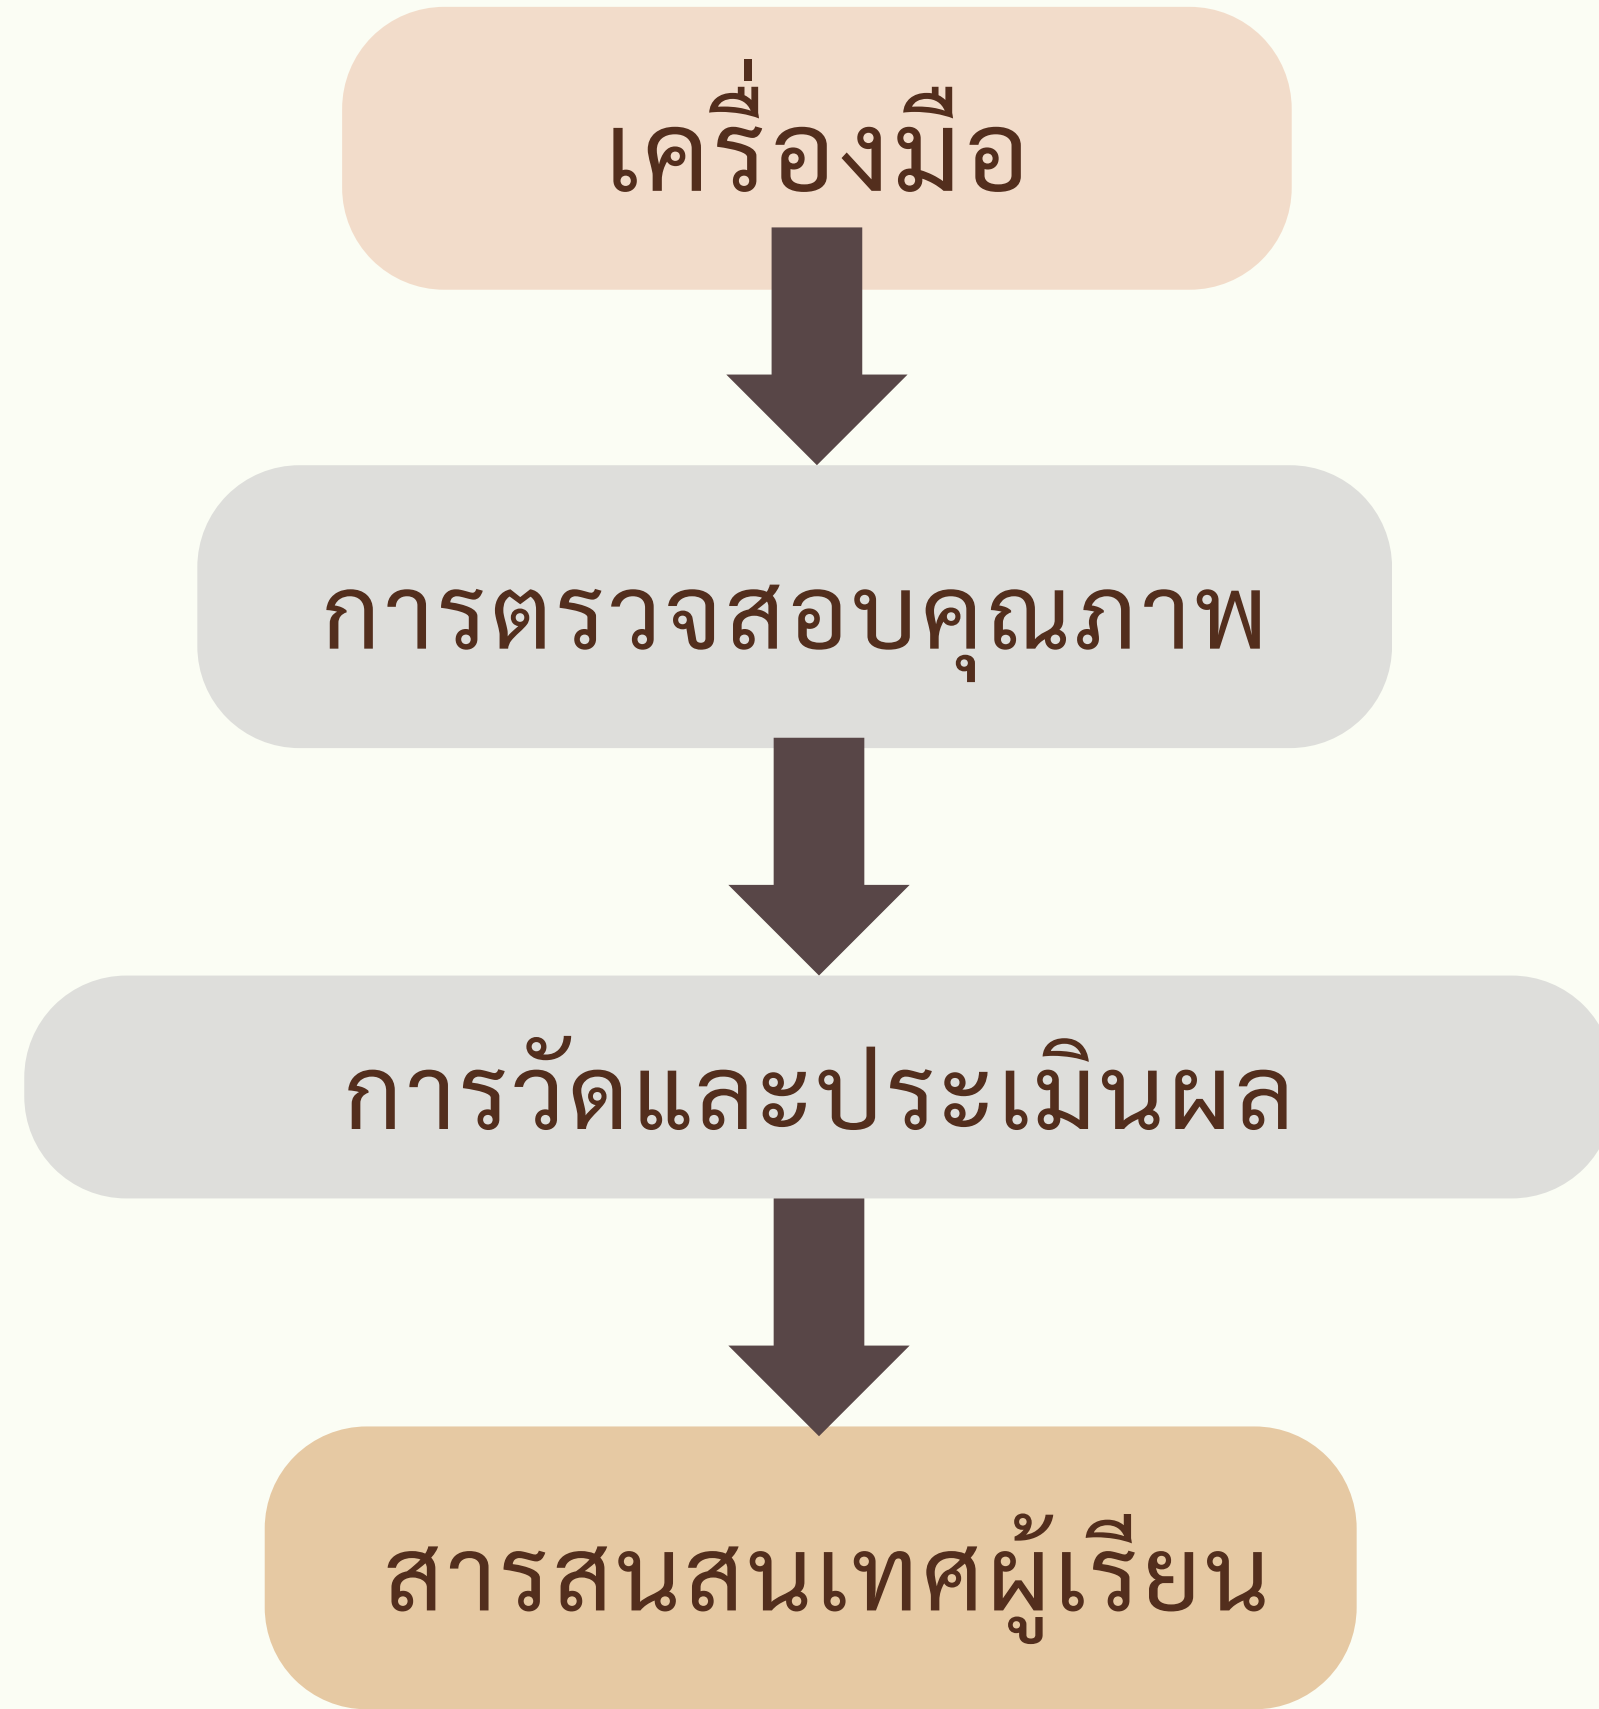 เครื่องมือ
การตรวจสอบคุณภาพ
การวัดและประเมินผล
สารสนสนเทศผู้เรียน